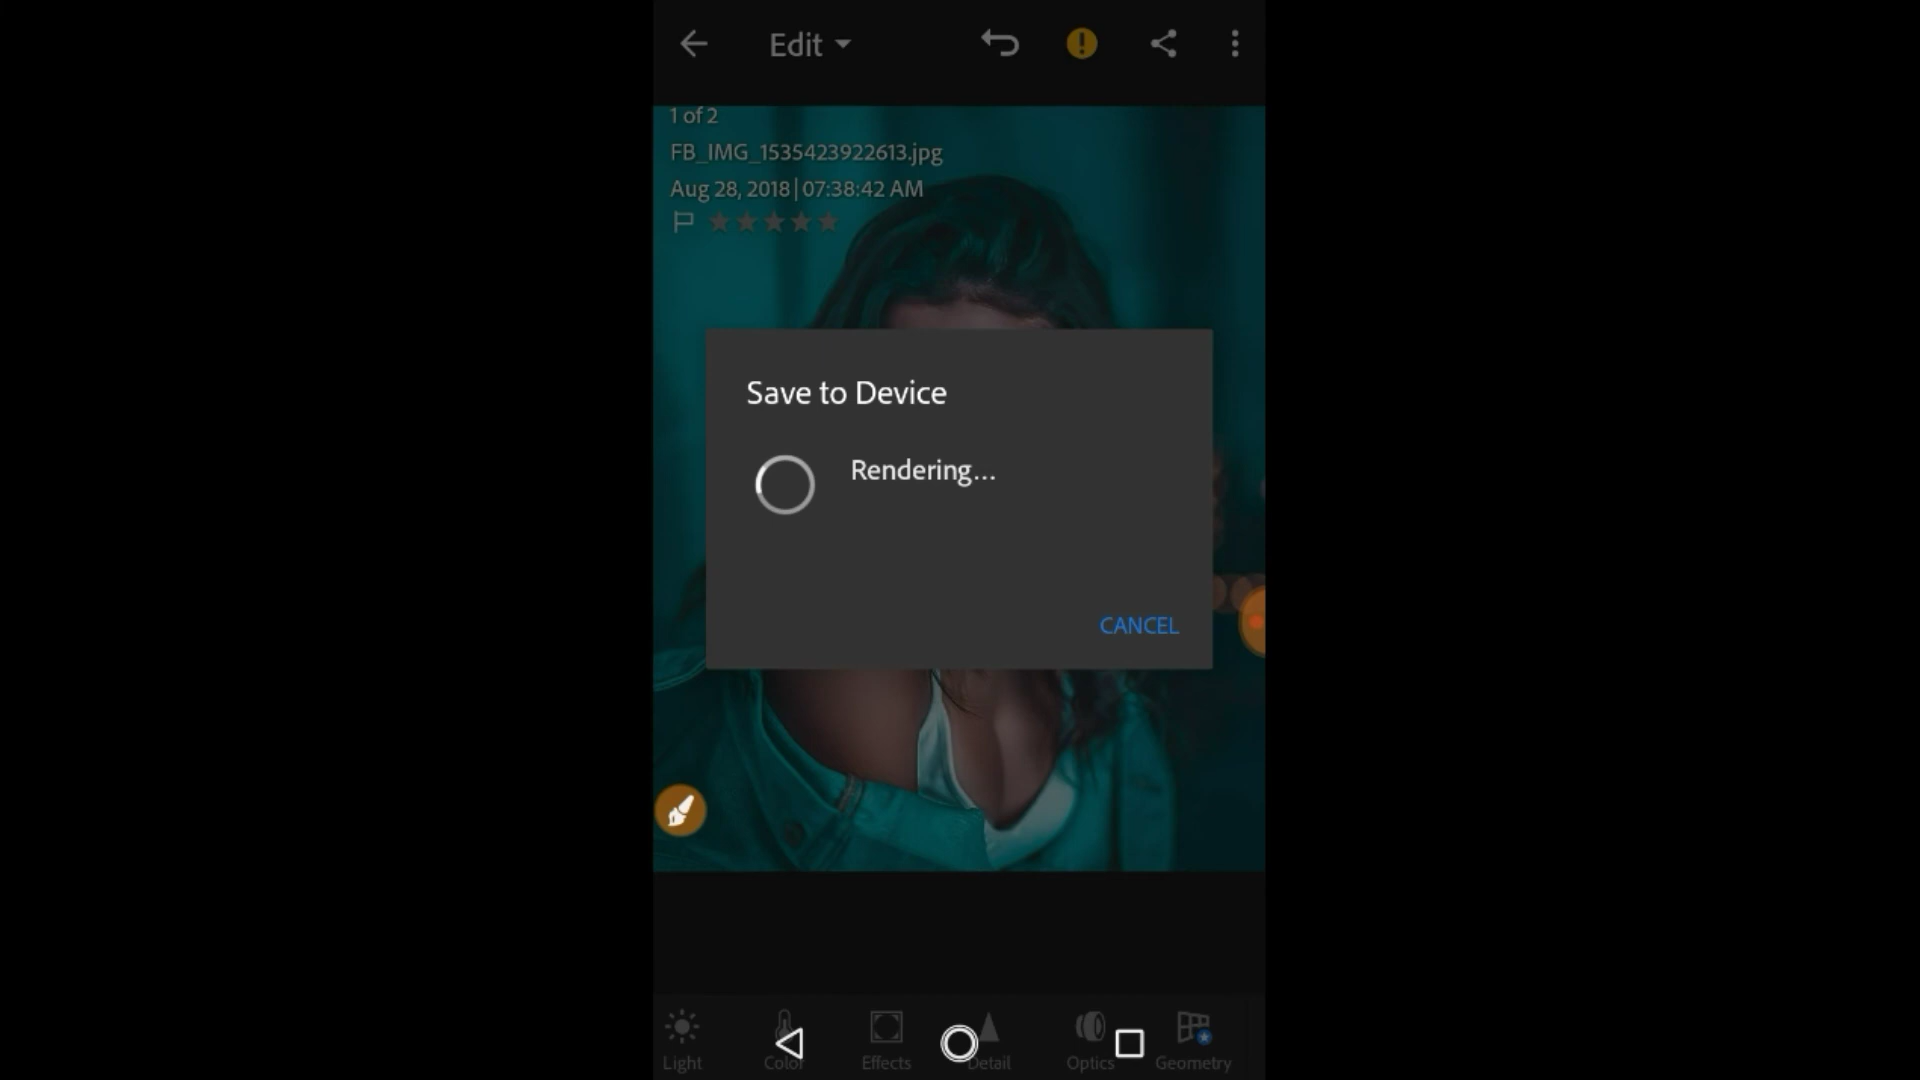 Edit
1 of 2
FB_IMG_1535423922613.jpg
Aug 28, 2018 | 07:38:42 AM
Save to Device
Rendering...
CANCEL
Light
Color
Effects
Detail
Optics
Geometry